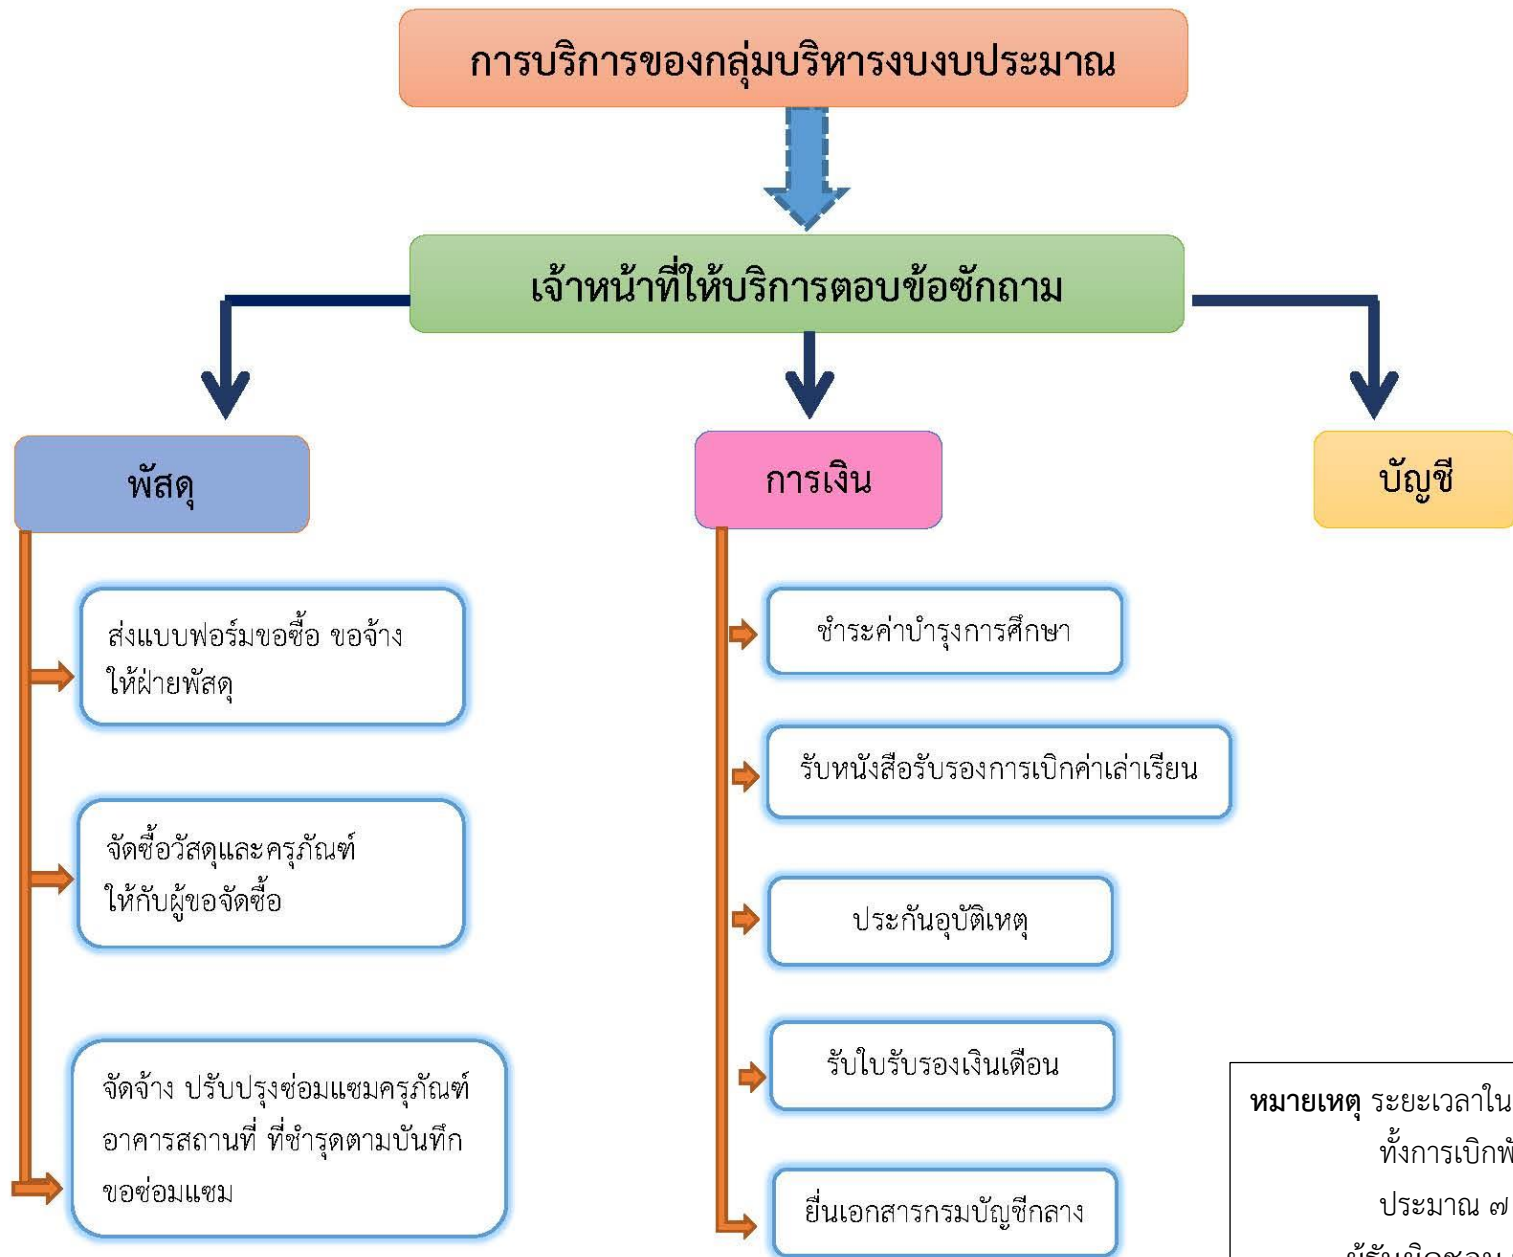 การบริการของกลุ่มบริหารงบงบประมาณ
เจ้าหน้าที่ให้บริการตอบข้อซักถาม
พัสดุ
ส่งแบบฟอร์มขอซื้อ ขอจ้าง
ให้ฝ่ายพัสดุ
จัดซื้อวัสดุและครุภัณฑ์
ให้กับผู้ขอจัดซื้อ
จัดจ้าง ปรับปรุงซ่อมแซมครุภัณฑ์
อาคารสถานที่ ที่ชำรุดตามบันทึก
ขอซ่อมแซม
การเงิน
ชำระค่าบำรุงการศึกษา
รับหนังสือรับรองการเบิกค่าเล่าเรียน
ประกันอุบัติเหตุ
รับใบรับรองเงินเดือน
ยื่นเอกสารกรมบัญชีกลาง
บัญชี
หมายเหตุ ระยะเวลาใน
ทั้งการเบิก
ประมาณ ๗